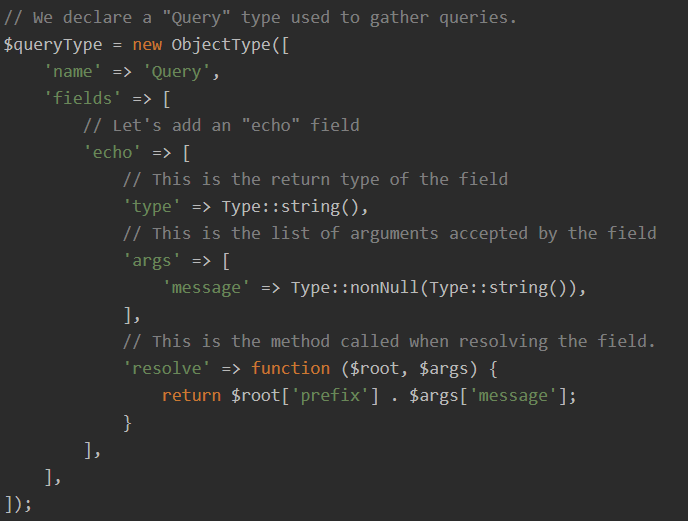 // We declare a "Query" type used to gather queries.
$queryType = new ObjectType([
    'name' => 'Query',
    'fields' => [
        // Let's add an "echo" field
        'echo' => [
            // This is the return type of the field
            'type' => Type::string(),
            // This is the list of arguments accepted by the field
            'args' => [
                'message' => Type::nonNull(Type::string()),
            ],
            // This is the method called when resolving the field.
            'resolve' => function ($root, $args) {
                return $root['prefix'] . $args['message'];
            }
        ],
    ],
]);